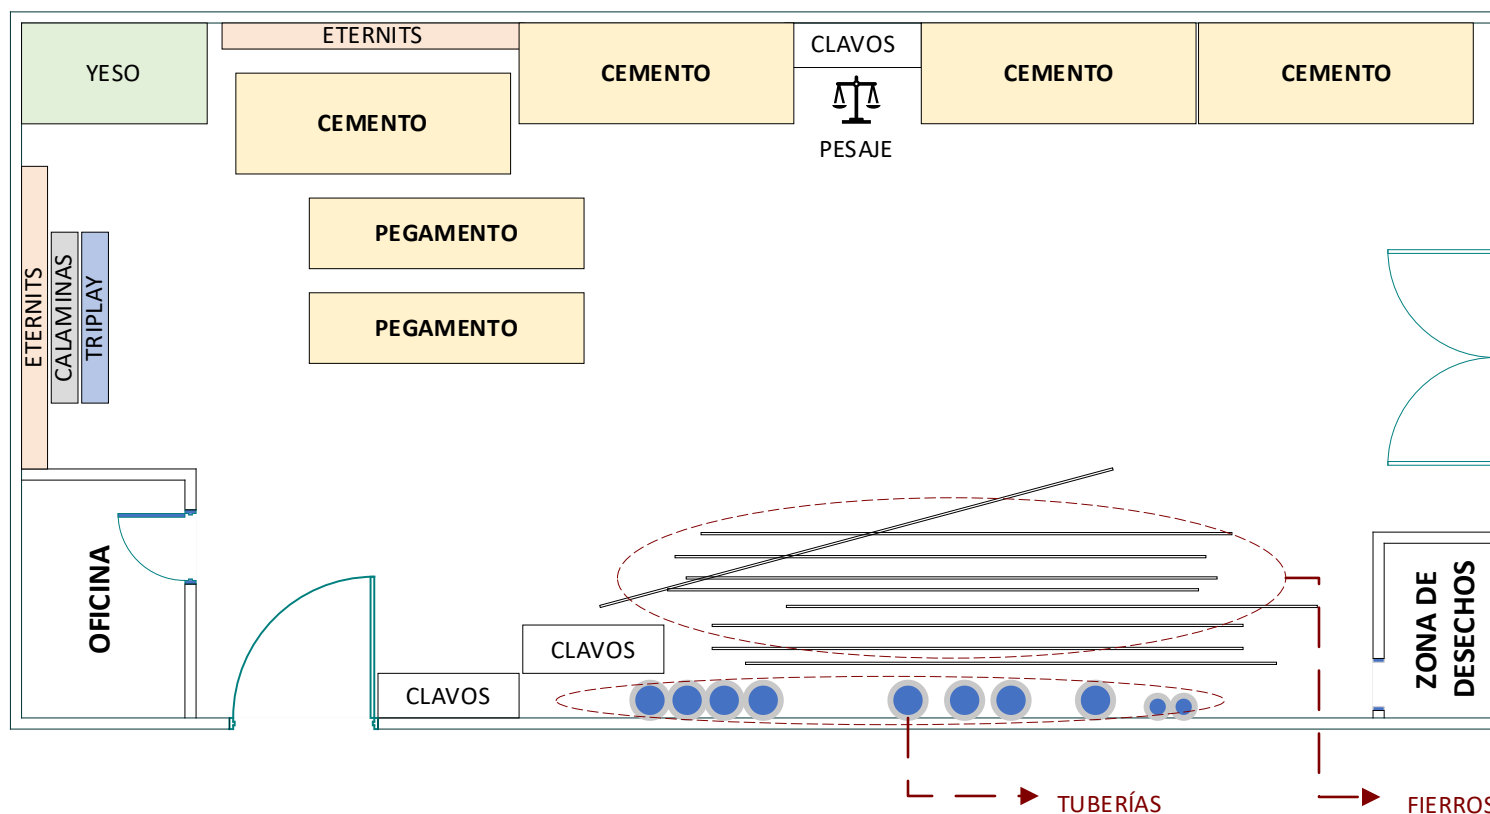 ETERNITS
YESO
CEMENTO
CEMENTO
CLAVOS
CEMENTO
CEMENTO
PESAJE
PEGAMENTO
PEGAMENTO
ETERNITS
CALAMINAS
TRIPLAY
OFICINA
CLAVOS
CLAVOS
ZONA DE
DESECHOS
TUBERÍAS
FIERROS